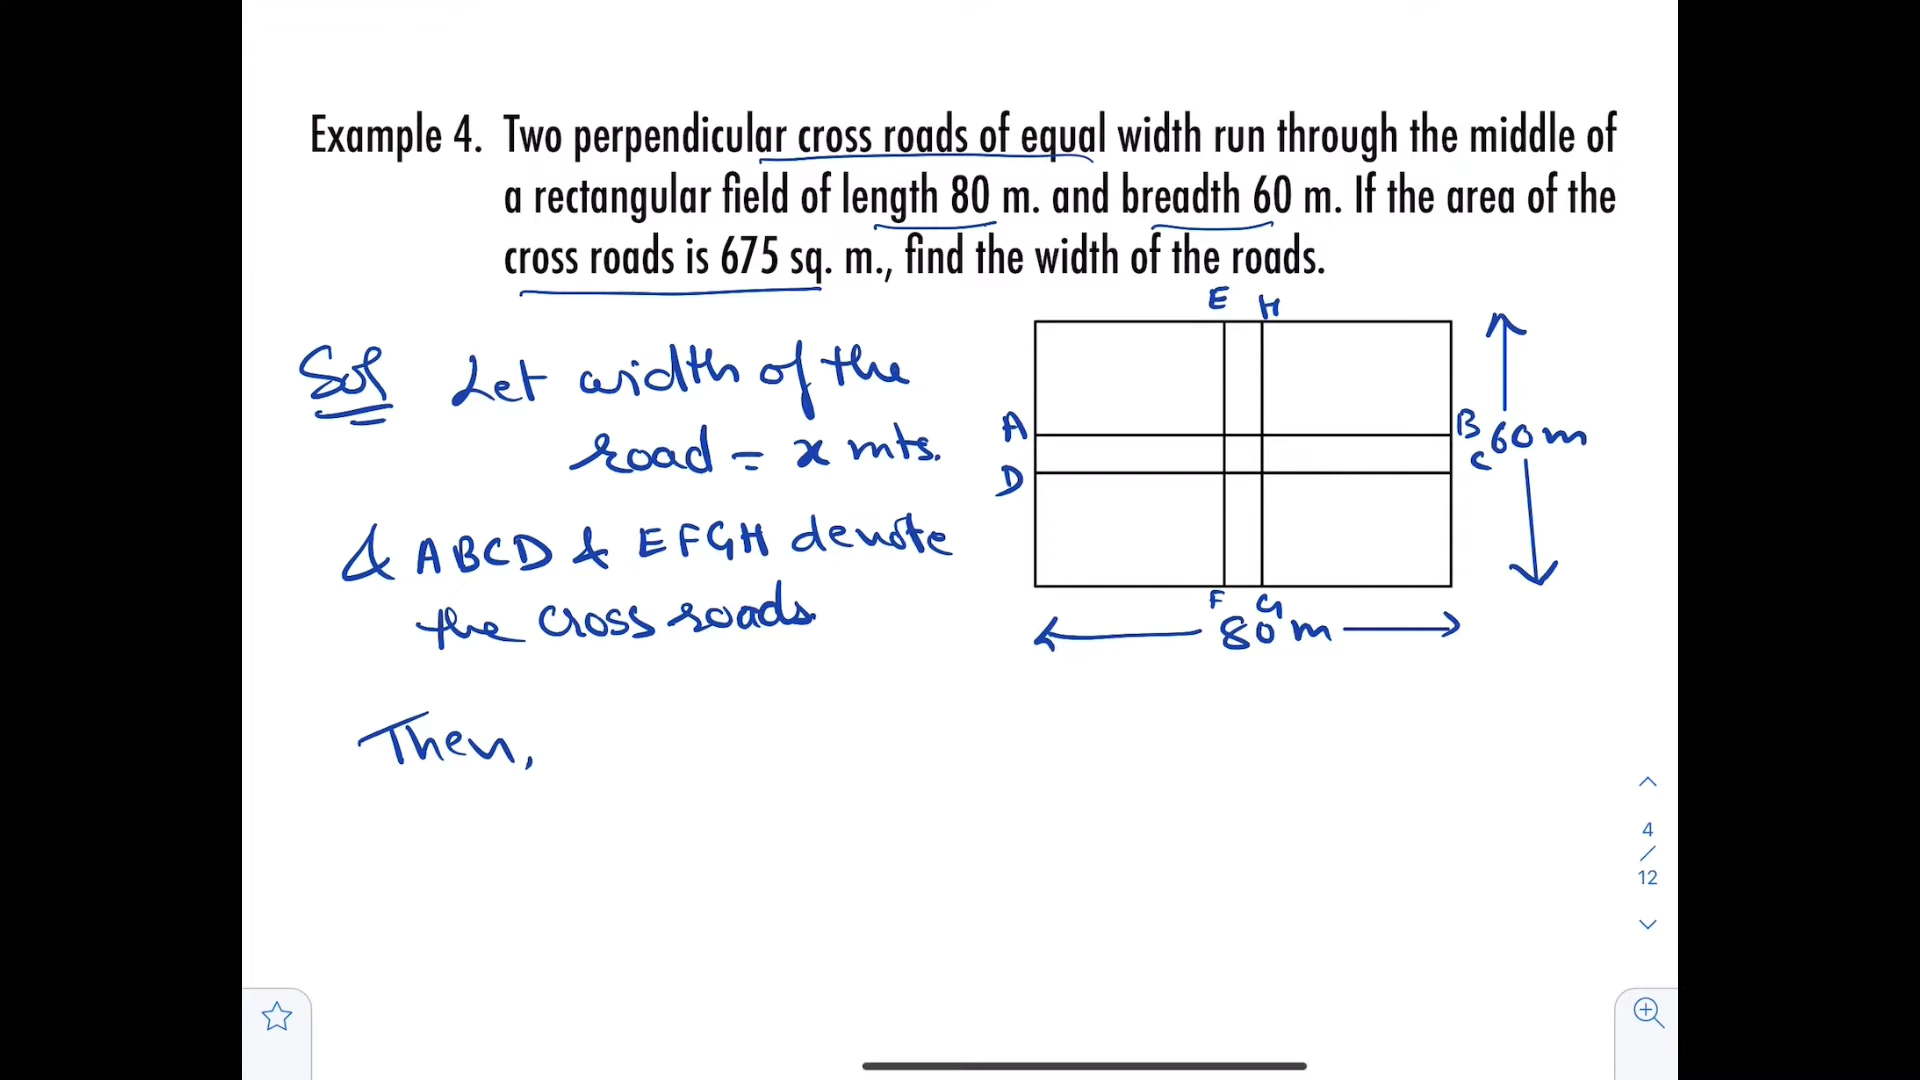 Example 4. Two perpendicular cross roads of equal width run through the middle of
a rectangular field of length 80 m. and breadth 60 m. If the area of the
cross roads is 675 sq. m., find the width of the roads.
Sol Let width of the
road = x mts.
& ABCD & EFGH denote
the cross roads
Then,
E H
A B
60 m
D C
F G
80 m
4
/
12